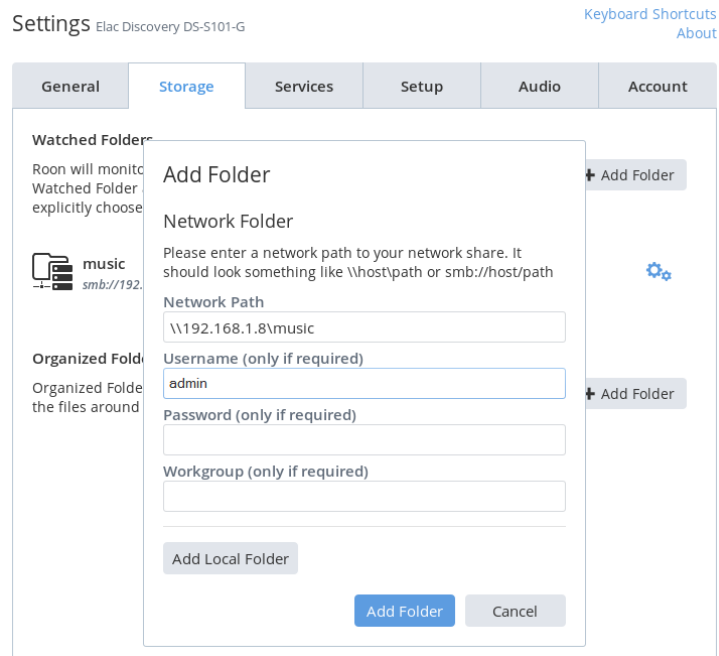 Settings Elac Discovery DS-S101-G
Keyboard Shortcuts
About
General Storage Services Setup Audio Account
Watched Folders
Roon will monito
Watched Folder
explicitly choose
+ Add Folder
music
smb://192.
Organized Folde
Organized Folde
the files around
+ Add Folder
Add Folder
Network Folder
Please enter a network path to your network share. It
should look something like \\host\path or smb://host/path
Network Path
\\192.168.1.8\music
Username (only if required)
admin
Password (only if required)
Workgroup (only if required)
Add Local Folder
Add Folder Cancel